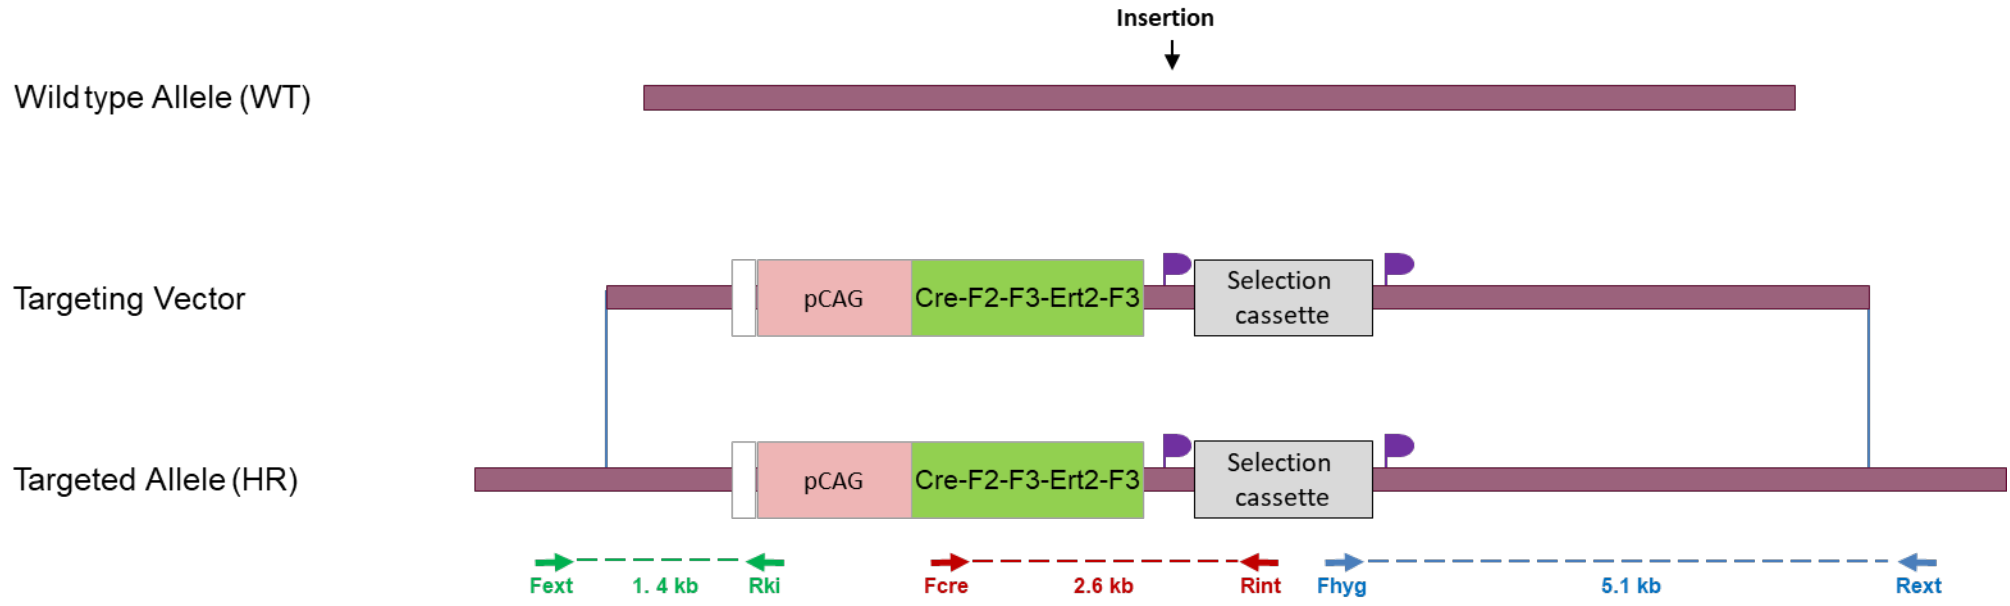 Insertion
Wild type Allele (WT)
Targeting Vector
pCAG
Cre-F2-F3-Ert2-F3
Selection
cassette
Targeted Allele (HR)
pCAG
Cre-F2-F3-Ert2-F3
Selection
cassette
Fext 1. 4 kb Rki Fcre 2.6 kb Rint Fhyg 5.1 kb Rext